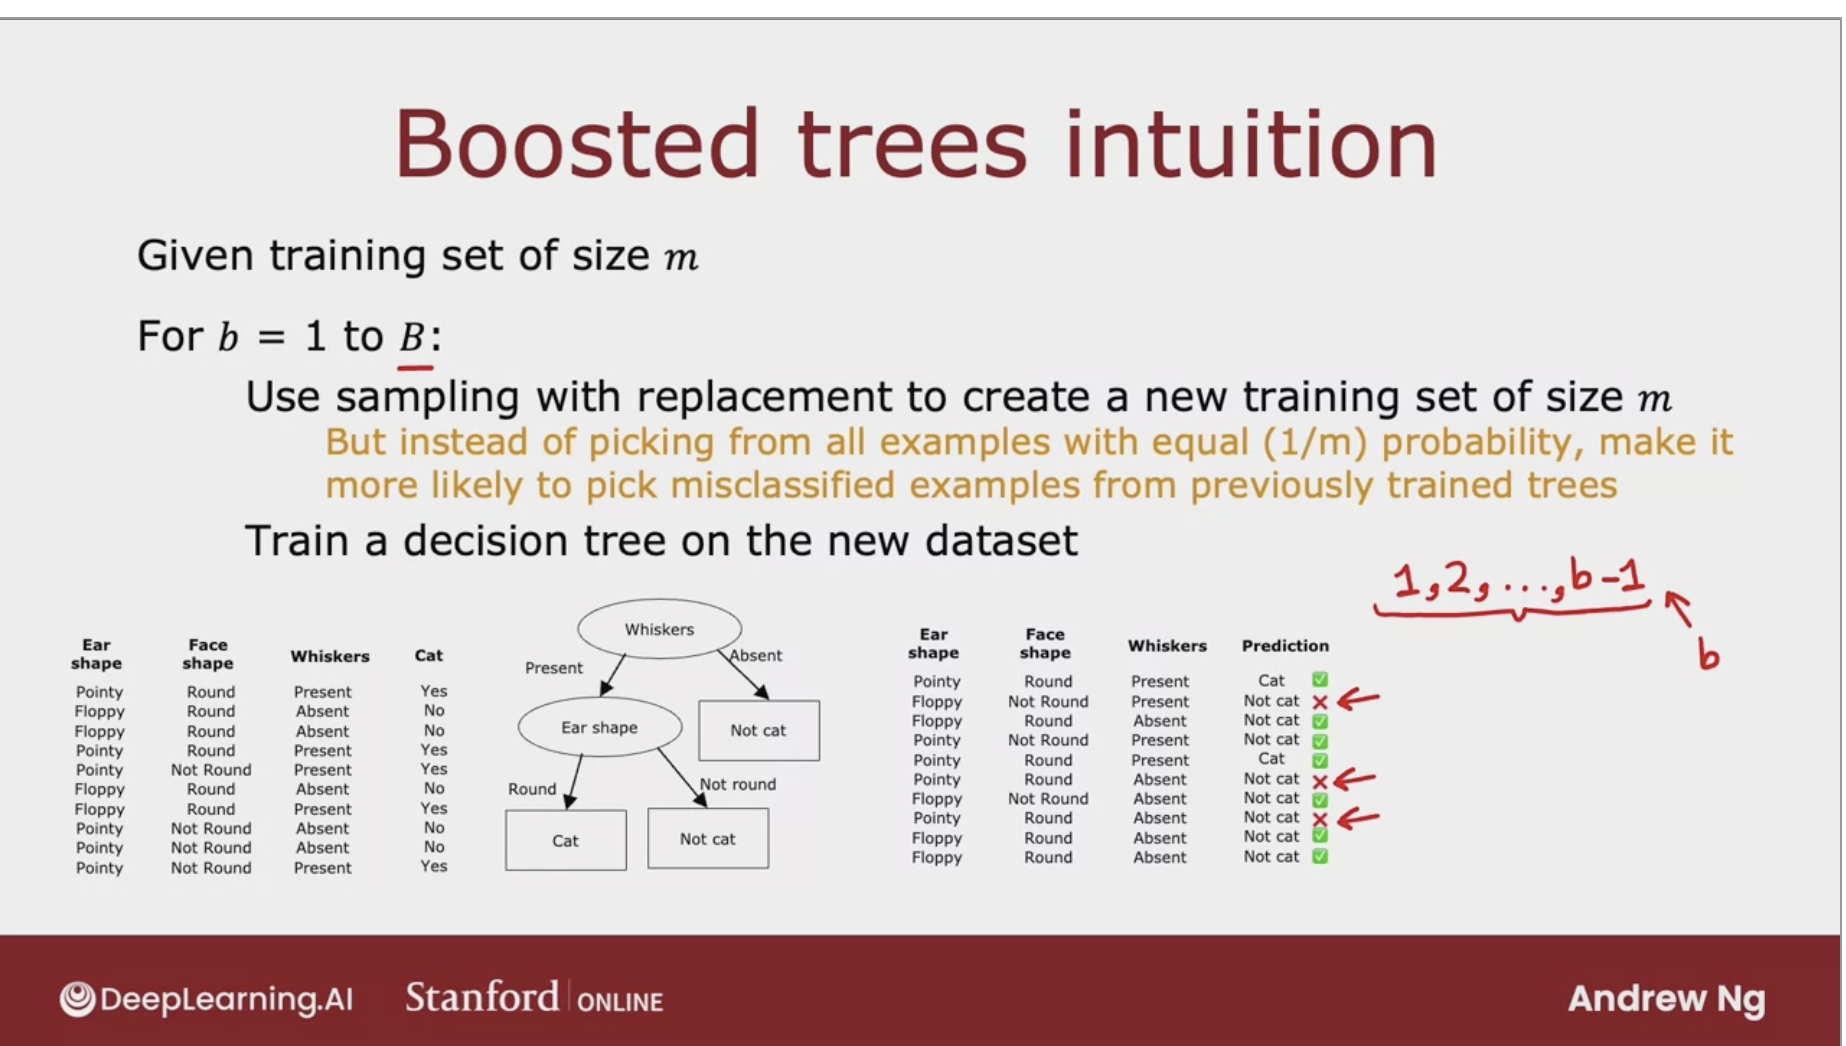 Boosted trees intuition
Given training set of size m
For b = 1 to B:
Use sampling with replacement to create a new training set of size m
But instead of picking from all examples with equal (1/m) probability, make it
more likely to pick misclassified examples from previously trained trees
Train a decision tree on the new dataset
1,2,...,b-1
b
Ear shape Face shape Whiskers Cat
Pointy Round Present Yes
Floppy Round Absent No
Floppy Round Absent No
Pointy Round Present Yes
Pointy Not Round Present Yes
Floppy Round Absent No
Floppy Round Present Yes
Pointy Not Round Absent No
Pointy Not Round Absent No
Pointy Not Round Present Yes
Whiskers
Present
Absent
Ear shape
Not cat
Round
Not round
Cat
Not cat
Ear shape Face shape Whiskers Prediction
Pointy Round Present Cat ✅
Floppy Not Round Present Not cat ❌
Floppy Round Absent Not cat ✅
Pointy Not Round Present Not cat ✅
Pointy Round Present Cat ✅
Pointy Round Absent Not cat ❌
Floppy Not Round Absent Not cat ✅
Pointy Round Absent Not cat ❌
Floppy Round Absent Not cat ✅
Floppy Round Absent Not cat ✅
DeepLearning.AI
Stanford ONLINE
Andrew Ng